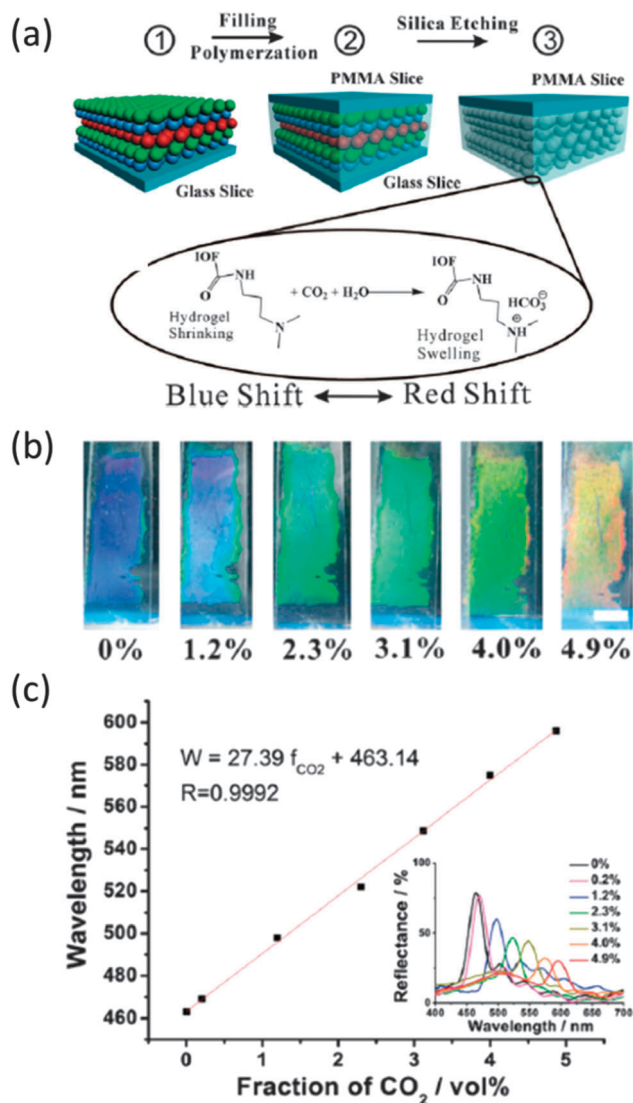 (a)
① Filling Polymerzation ② Silica Etching ③
PMMA Slice
PMMA Slice
Glass Slice
Glass Slice
IOF
NH
O
N
Hydrogel
Shrinking
+ CO₂ + H₂O
IOF
NH
O
HCO₃⊖
⊕
NH
Hydrogel
Swelling
Blue Shift ↔ Red Shift
(b)
0% 1.2% 2.3% 3.1% 4.0% 4.9%
(c)
W = 27.39 f_CO2 + 463.14
R=0.9992
Wavelength / nm
600
580
560
540
520
500
480
460
0 1 2 3 4 5
Fraction of CO₂ / vol%
Reflectance / %
100
50
0
400 450 500 550 600 650 700
Wavelength / nm
0%
0.2%
1.2%
2.3%
3.1%
4.0%
4.9%